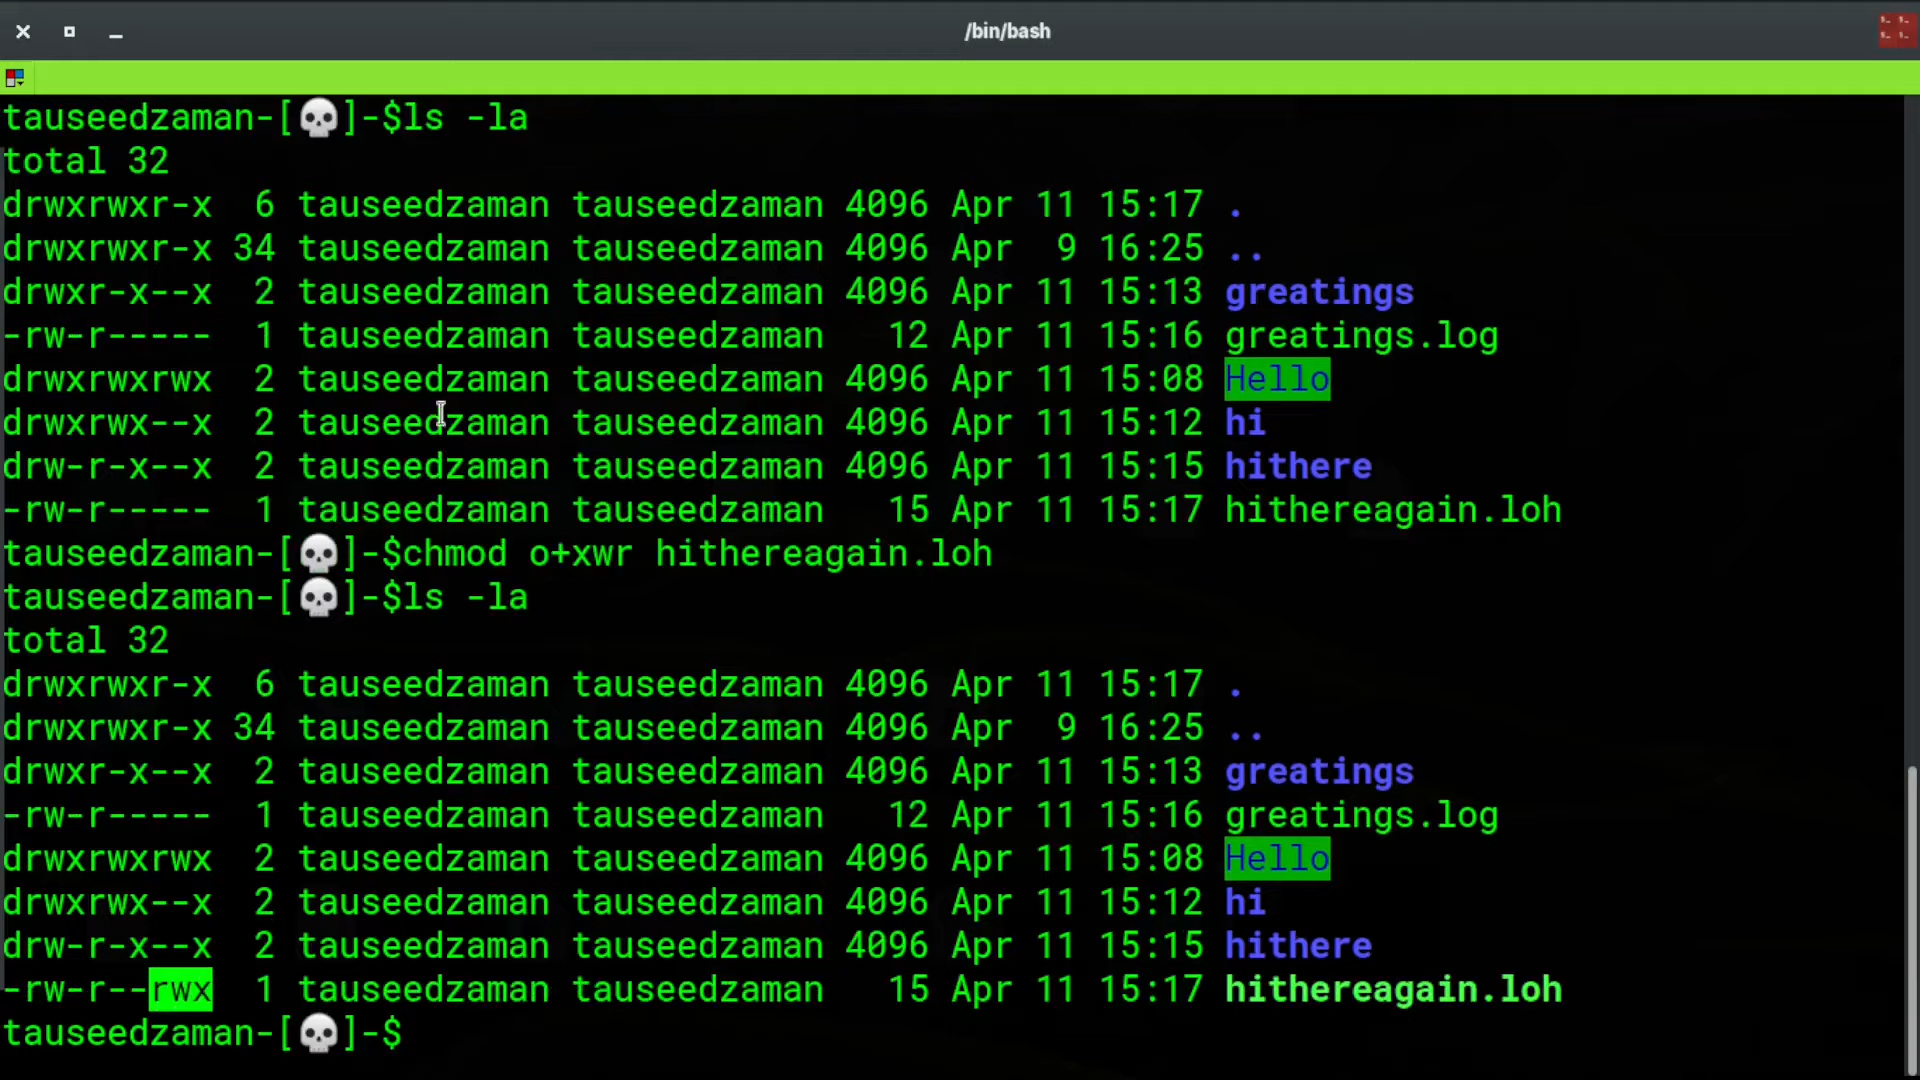 /bin/bash
tauseedzaman-[💀]-$ls -la
total 32
drwxrwxr-x  6 tauseedzaman tauseedzaman 4096 Apr 11 15:17 .
drwxrwxr-x 34 tauseedzaman tauseedzaman 4096 Apr  9 16:25 ..
drwxr-x--x  2 tauseedzaman tauseedzaman 4096 Apr 11 15:13 greatings
-rw-r-----  1 tauseedzaman tauseedzaman   12 Apr 11 15:16 greatings.log
drwxrwxrwx  2 tauseedzaman tauseedzaman 4096 Apr 11 15:08 Hello
drwxrwx--x  2 tauseedzaman tauseedzaman 4096 Apr 11 15:12 hi
drw-r-x--x  2 tauseedzaman tauseedzaman 4096 Apr 11 15:15 hithere
-rw-r-----  1 tauseedzaman tauseedzaman   15 Apr 11 15:17 hithereagain.loh
tauseedzaman-[💀]-$chmod o+xwr hithereagain.loh
tauseedzaman-[💀]-$ls -la
total 32
drwxrwxr-x  6 tauseedzaman tauseedzaman 4096 Apr 11 15:17 .
drwxrwxr-x 34 tauseedzaman tauseedzaman 4096 Apr  9 16:25 ..
drwxr-x--x  2 tauseedzaman tauseedzaman 4096 Apr 11 15:13 greatings
-rw-r-----  1 tauseedzaman tauseedzaman   12 Apr 11 15:16 greatings.log
drwxrwxrwx  2 tauseedzaman tauseedzaman 4096 Apr 11 15:08 Hello
drwxrwx--x  2 tauseedzaman tauseedzaman 4096 Apr 11 15:12 hi
drw-r-x--x  2 tauseedzaman tauseedzaman 4096 Apr 11 15:15 hithere
-rw-r--rwx  1 tauseedzaman tauseedzaman   15 Apr 11 15:17 hithereagain.loh
tauseedzaman-[💀]-$